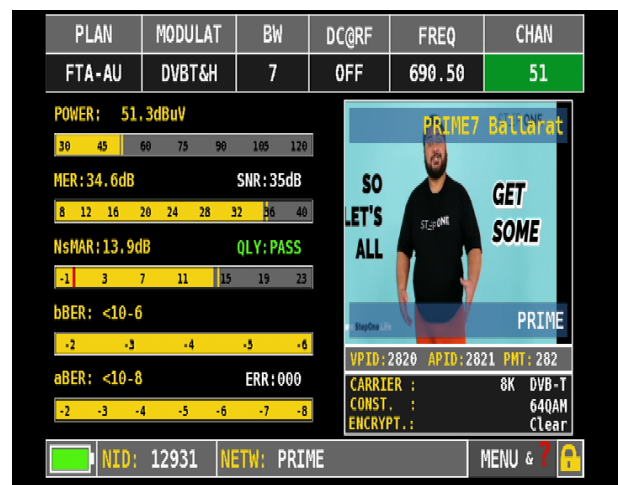 PLAN MODULAT BW DC@RF FREQ CHAN
FTA-AU DVBT&H 7 OFF 690.50 51
POWER: 51.3dBuV
30 45 60 75 90 105 120
MER:34.6dB SNR:35dB
8 12 16 20 24 28 32 36 40
NsMAR:13.9dB QLY:PASS
-1 3 7 11 15 19 23
bBER: <10-6
-2 -3 -4 -5 -6
aBER: <10-8 ERR:000
-2 -3 -4 -5 -6 -7 -8
PRIME7 Ballarat
SO
LET'S
ALL
GET
SOME
STEPONE
PRIME
StepOne
VPID:2820 APID:2821 PMT:282
CARRIER : 8K DVB-T
CONST. : 64QAM
ENCRYPT.: Clear
NID: 12931 NETW: PRIME MENU & ?